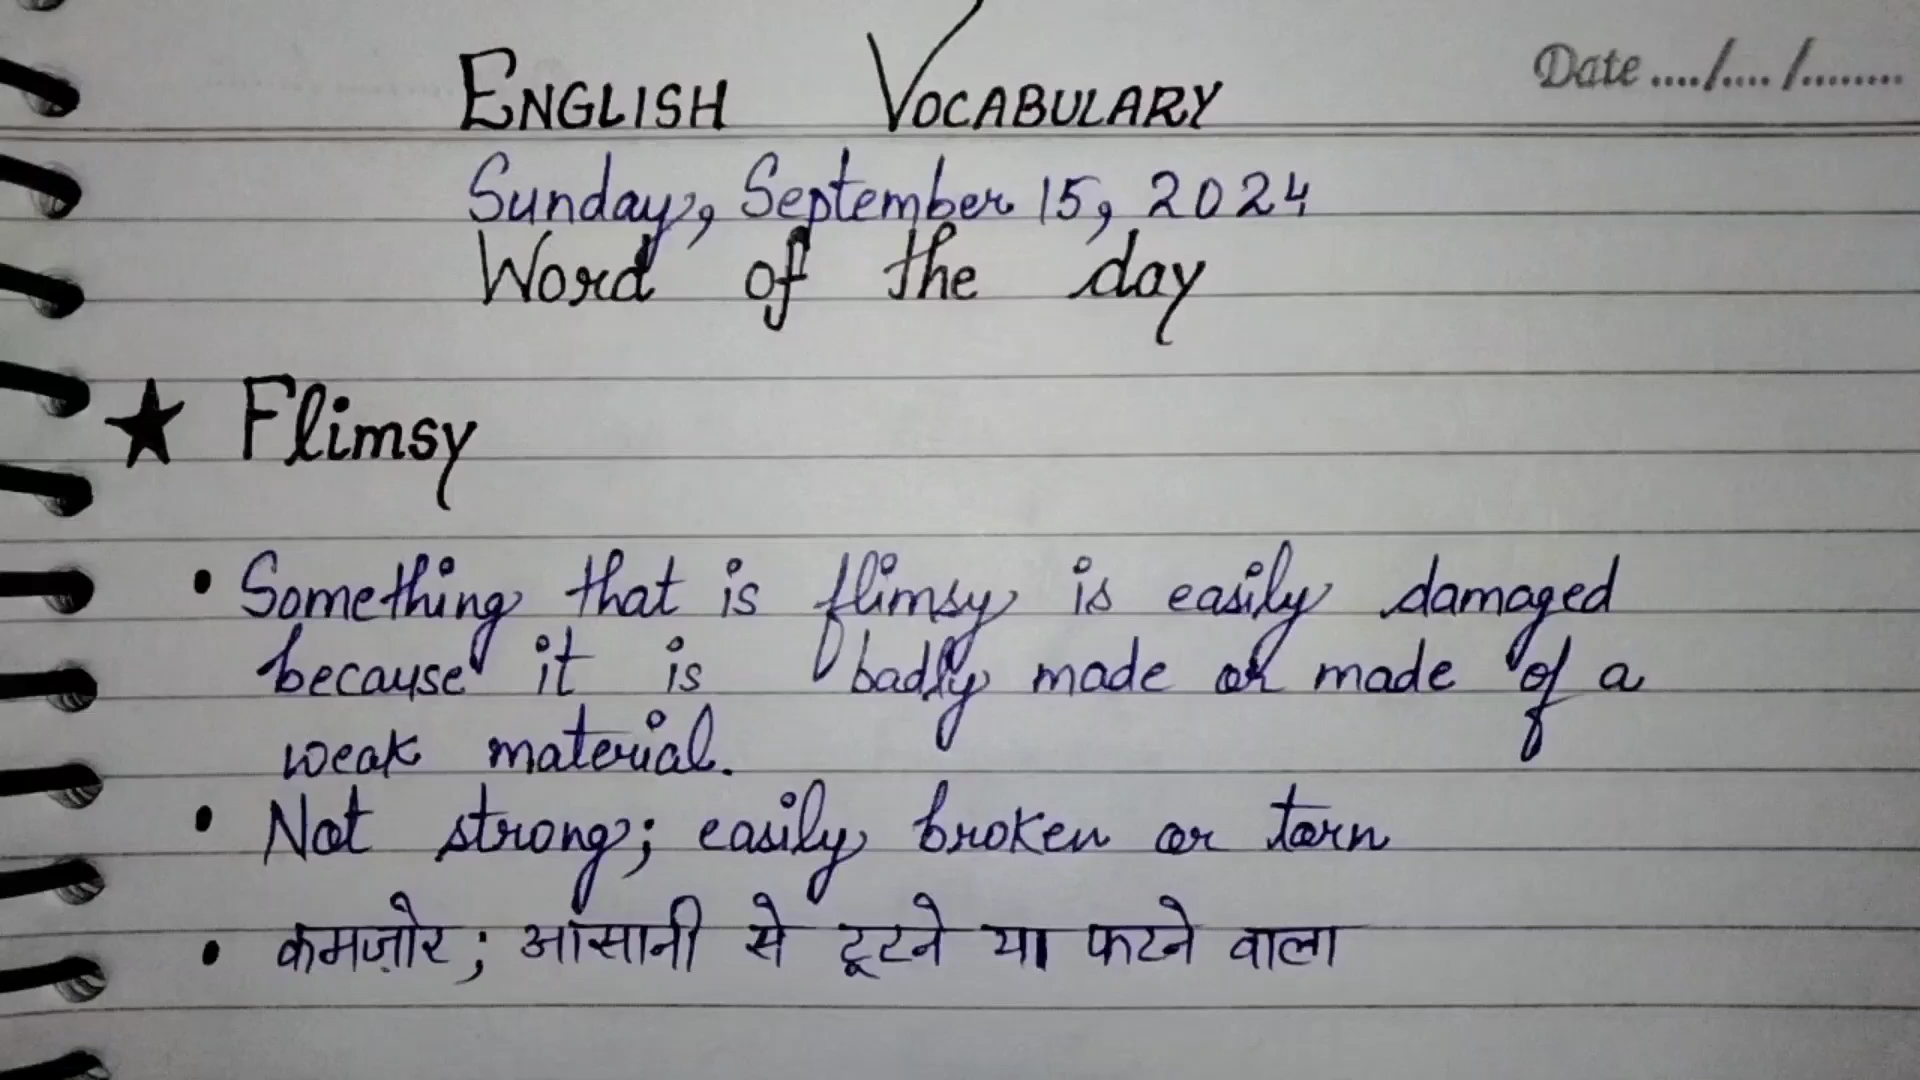 Date ..../..../........
ENGLISH VOCABULARY
Sunday, September 15, 2024
Word of the day
★ Flimsy
• Something that is flimsy is easily damaged
because it is badly made or made of a
weak material.
• Not strong; easily broken or torn
• कमज़ोर; आसानी से टूटने या फटने वाला